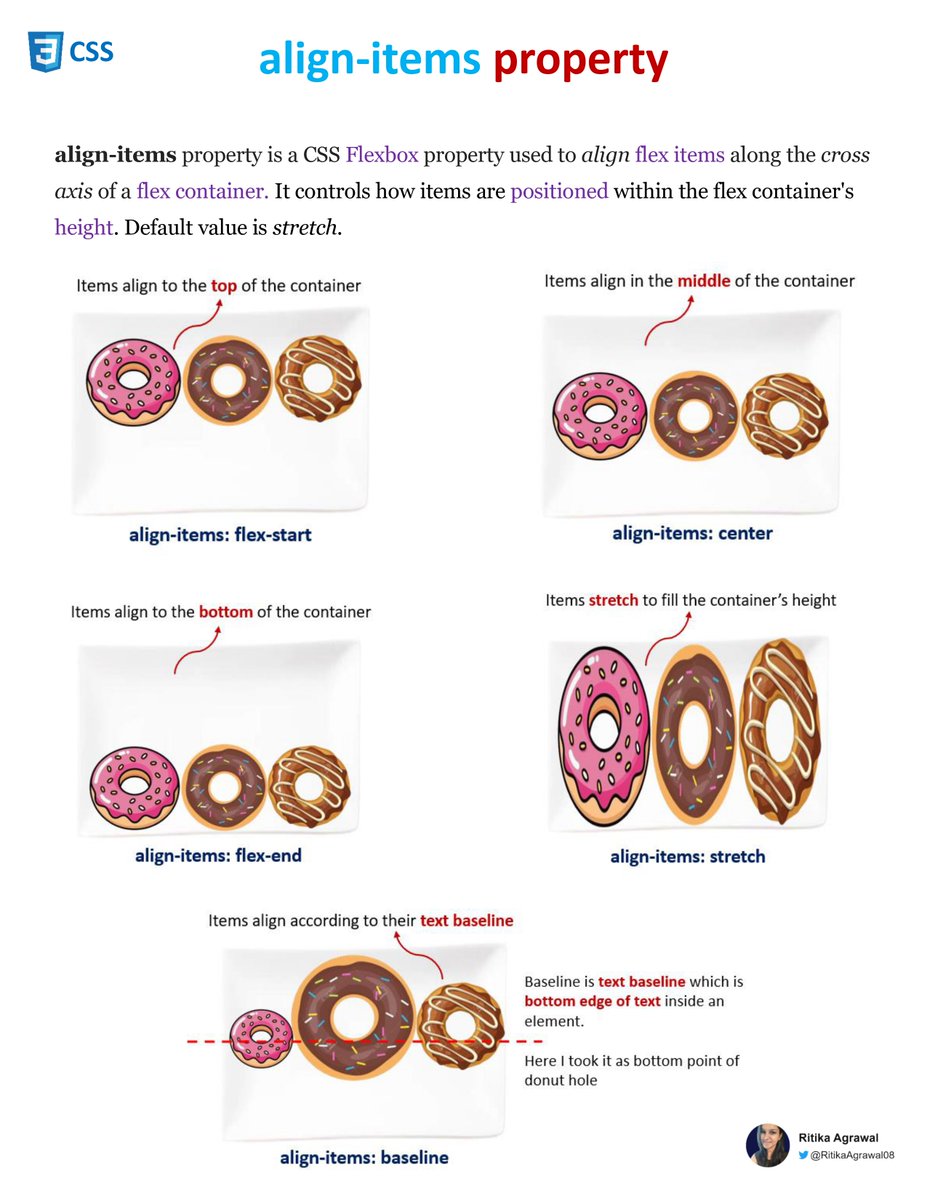 CSS
align-items property
align-items property is a CSS Flexbox property used to align flex items along the cross
axis of a flex container. It controls how items are positioned within the flex container's
height. Default value is stretch.
Items align to the top of the container
align-items: flex-start
Items align in the middle of the container
align-items: center
Items align to the bottom of the container
align-items: flex-end
Items stretch to fill the container’s height
align-items: stretch
Items align according to their text baseline
Baseline is text baseline which is
bottom edge of text inside an
element.
Here I took it as bottom point of
donut hole
align-items: baseline
Ritika Agrawal
@RitikaAgrawal08